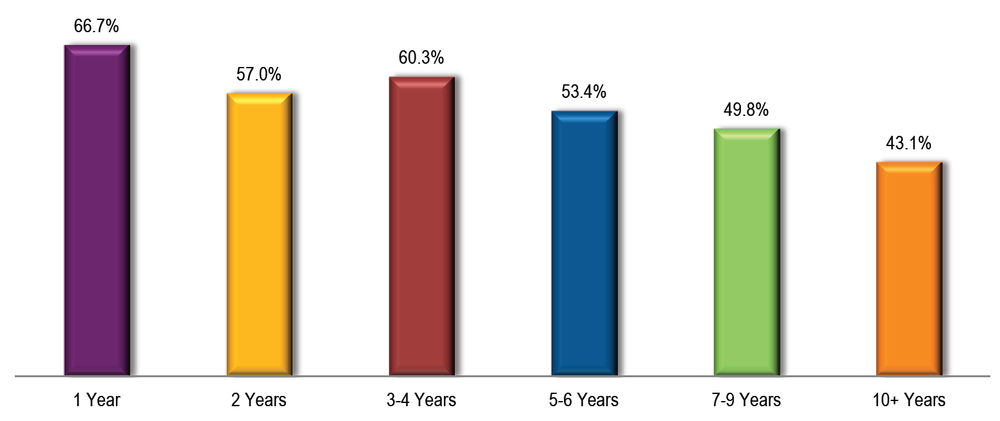 66.7%
57.0%
60.3%
53.4%
49.8%
43.1%
1 Year
2 Years
3-4 Years
5-6 Years
7-9 Years
10+ Years